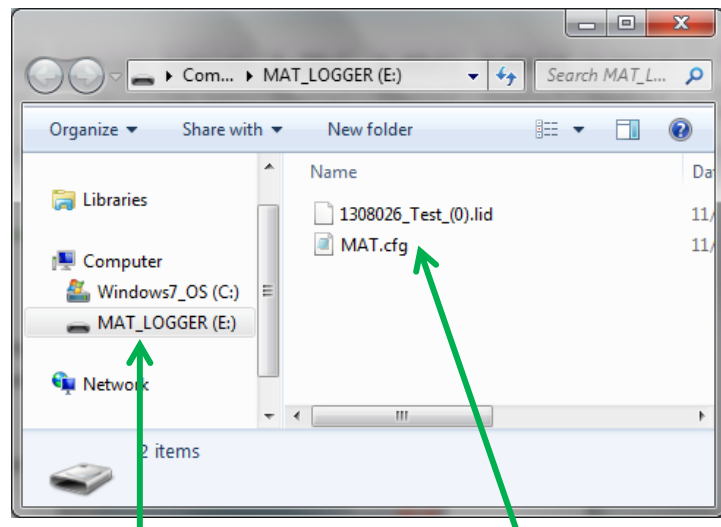 Com... MAT_LOGGER (E:) Search MAT_L...
Organize Share with New folder
Name Da
Libraries
1308026_Test_(0).lid 11/
MAT.cfg 11/
Computer
Windows7_OS (C:)
MAT_LOGGER (E:)
Network
2 items